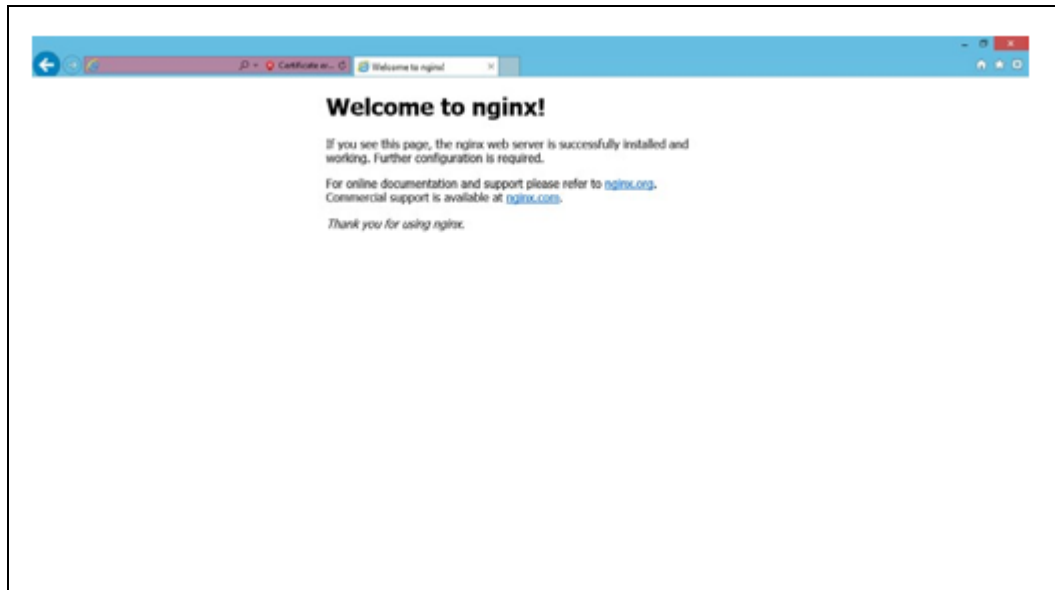 Certificate er...
Welcome to nginx!
Welcome to nginx!
If you see this page, the nginx web server is successfully installed and
working. Further configuration is required.
For online documentation and support please refer to nginx.org.
Commercial support is available at nginx.com.
Thank you for using nginx.